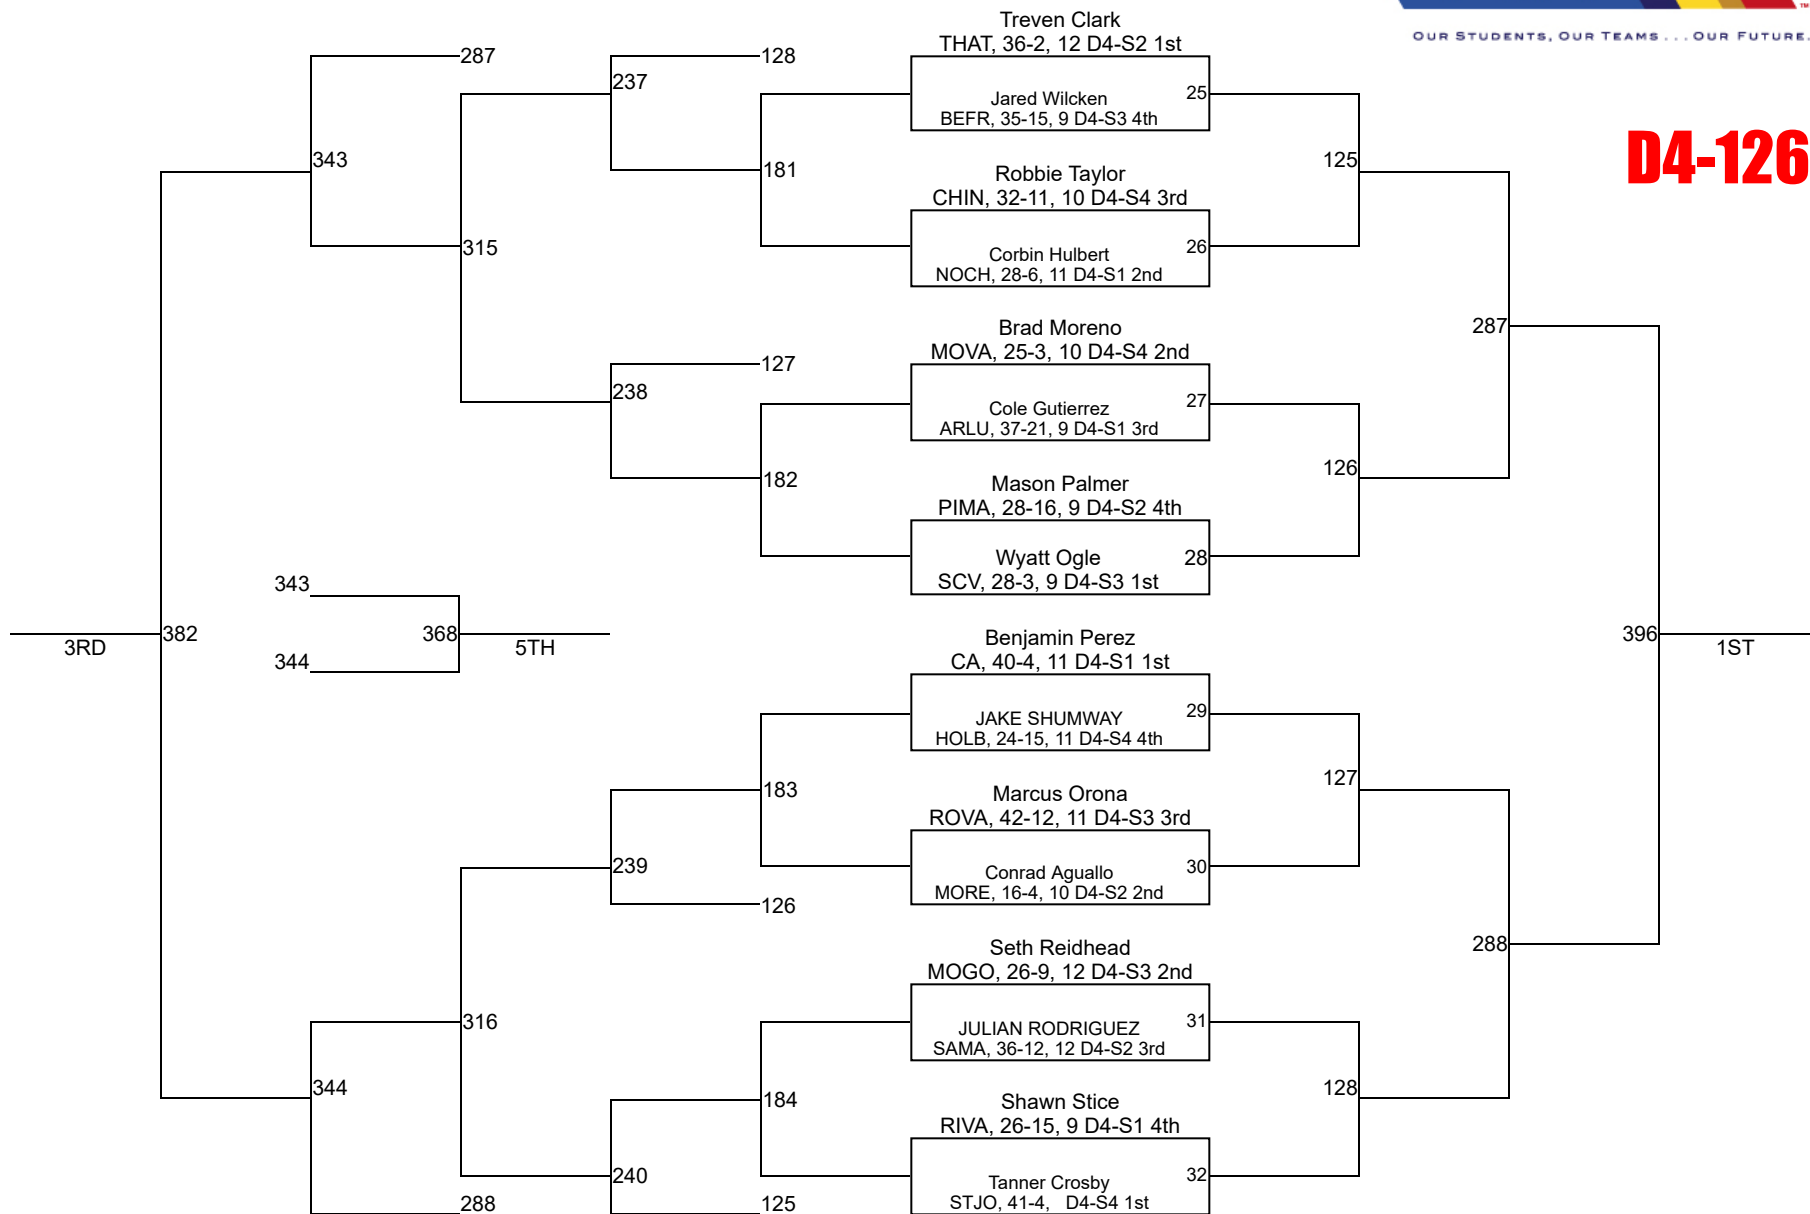 OUR STUDENTS, OUR TEAMS . . . OUR FUTURE.
TM
D4-126
Treven Clark
THAT, 36-2, 12 D4-S2 1st
Jared Wilcken
BEFR, 35-15, 9 D4-S3 4th
25
Robbie Taylor
CHIN, 32-11, 10 D4-S4 3rd
Corbin Hulbert
NOCH, 28-6, 11 D4-S1 2nd
26
Brad Moreno
MOVA, 25-3, 10 D4-S4 2nd
Cole Gutierrez
ARLU, 37-21, 9 D4-S1 3rd
27
Mason Palmer
PIMA, 28-16, 9 D4-S2 4th
Wyatt Ogle
SCV, 28-3, 9 D4-S3 1st
28
Benjamin Perez
CA, 40-4, 11 D4-S1 1st
JAKE SHUMWAY
HOLB, 24-15, 11 D4-S4 4th
29
Marcus Orona
ROVA, 42-12, 11 D4-S3 3rd
Conrad Aguallo
MORE, 16-4, 10 D4-S2 2nd
30
Seth Reidhead
MOGO, 26-9, 12 D4-S3 2nd
JULIAN RODRIGUEZ
SAMA, 36-12, 12 D4-S2 3rd
31
Shawn Stice
RIVA, 26-15, 9 D4-S1 4th
Tanner Crosby
STJO, 41-4, D4-S4 1st
32
125
126
127
128
287
288
396
1ST
128
181
127
182
183
126
184
125
237
238
239
240
287
315
316
288
343
344
382
3RD
343
344
368
5TH